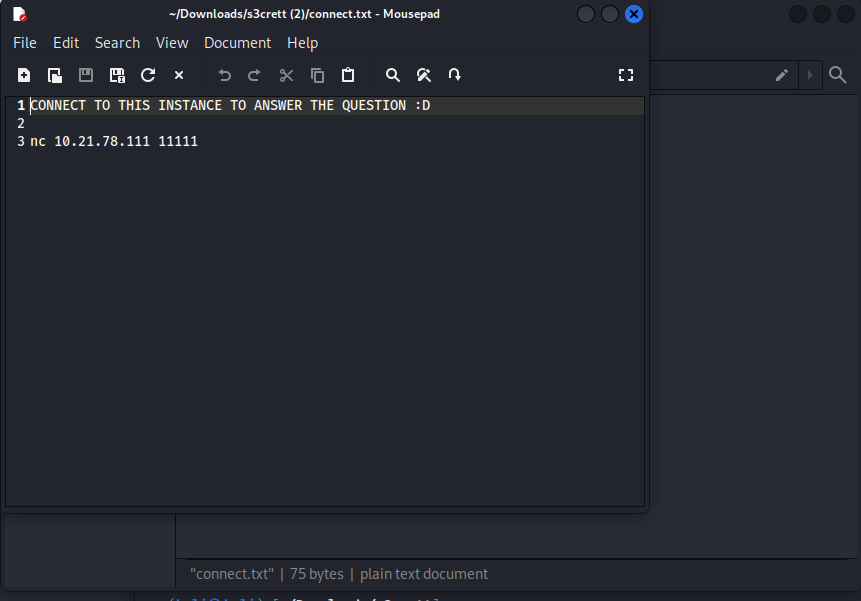 ~/Downloads/s3crett (2)/connect.txt - Mousepad
File Edit Search View Document Help
1 CONNECT TO THIS INSTANCE TO ANSWER THE QUESTION :D
2
3 nc 10.21.78.111 11111
"connect.txt" | 75 bytes | plain text document